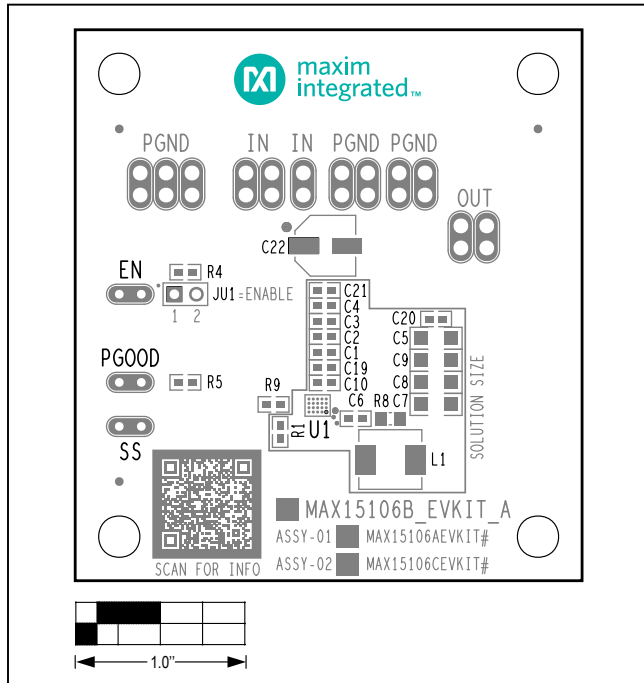 maxim
integrated™
PGND IN IN PGND PGND
OUT
C22
EN
R4
JU1=ENABLE
1 2
C21
C4
C3
C2
C1
C19
C10
C20
C5
C9
C8
C7
PGOOD
R5
R9
C6 R8
R1
U1
SS
L1
SOLUTION SIZE
MAX15106B_EVKIT_A
ASSY-01 MAX15106AEVKIT#
ASSY-02 MAX15106CEVKIT#
SCAN FOR INFO
1.0”